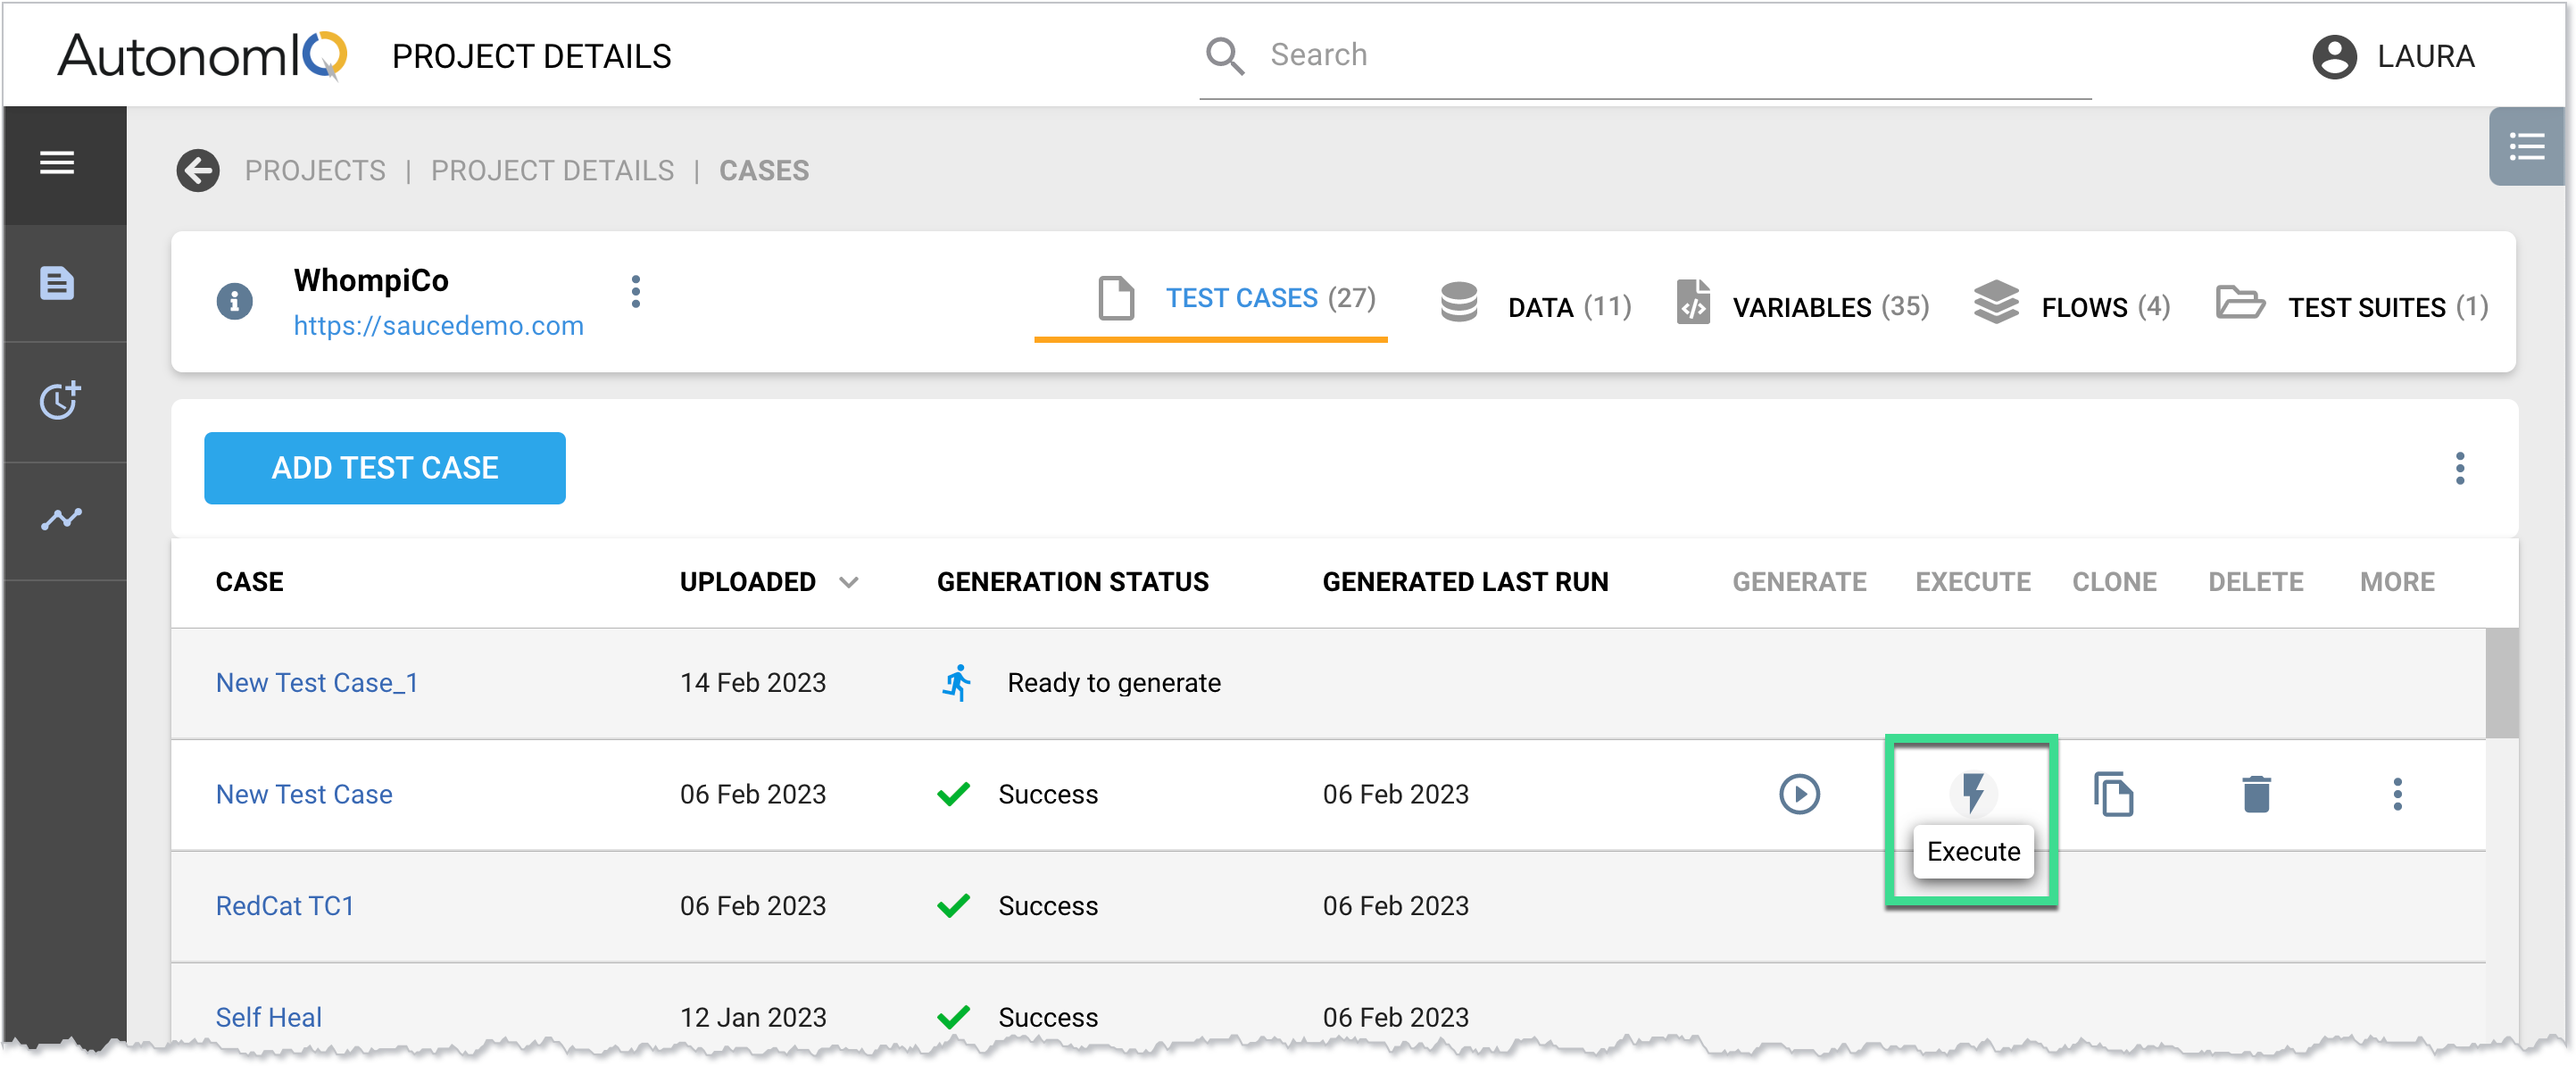 AutonomIQ PROJECT DETAILS Search LAURA
PROJECTS | PROJECT DETAILS | CASES
WhompiCo
https://saucedemo.com
TEST CASES (27) DATA (11) VARIABLES (35) FLOWS (4) TEST SUITES (1)
ADD TEST CASE
CASE UPLOADED GENERATION STATUS GENERATED LAST RUN GENERATE EXECUTE CLONE DELETE MORE
New Test Case_1 14 Feb 2023 Ready to generate
New Test Case 06 Feb 2023 Success 06 Feb 2023
Execute
RedCat TC1 06 Feb 2023 Success 06 Feb 2023
Self Heal 12 Jan 2023 Success 06 Feb 2023